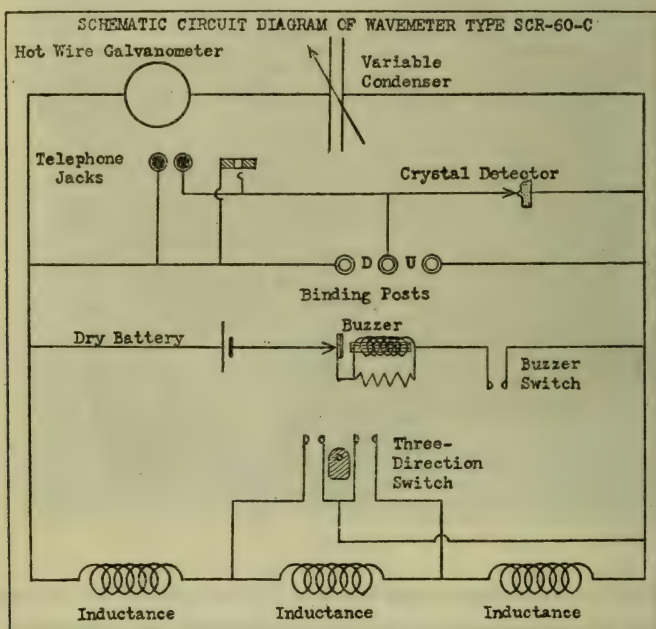 SCHEMATIC CIRCUIT DIAGRAM OF WAVEMETER TYPE SCR-60-C
Hot Wire Galvanometer
Variable
Condenser
Telephone
Jacks
Crystal Detector
D U
Binding Posts
Dry Battery
Buzzer
Buzzer
Switch
Three-
Direction
Switch
Inductance Inductance Inductance